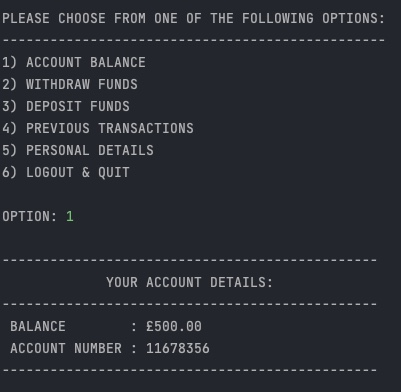 PLEASE CHOOSE FROM ONE OF THE FOLLOWING OPTIONS:
------------------------------------------------
1) ACCOUNT BALANCE
2) WITHDRAW FUNDS
3) DEPOSIT FUNDS
4) PREVIOUS TRANSACTIONS
5) PERSONAL DETAILS
6) LOGOUT & QUIT
OPTION: 1
-----------------------------------------------
YOUR ACCOUNT DETAILS:
-----------------------------------------------
BALANCE        : £500.00
ACCOUNT NUMBER : 11678356
-----------------------------------------------